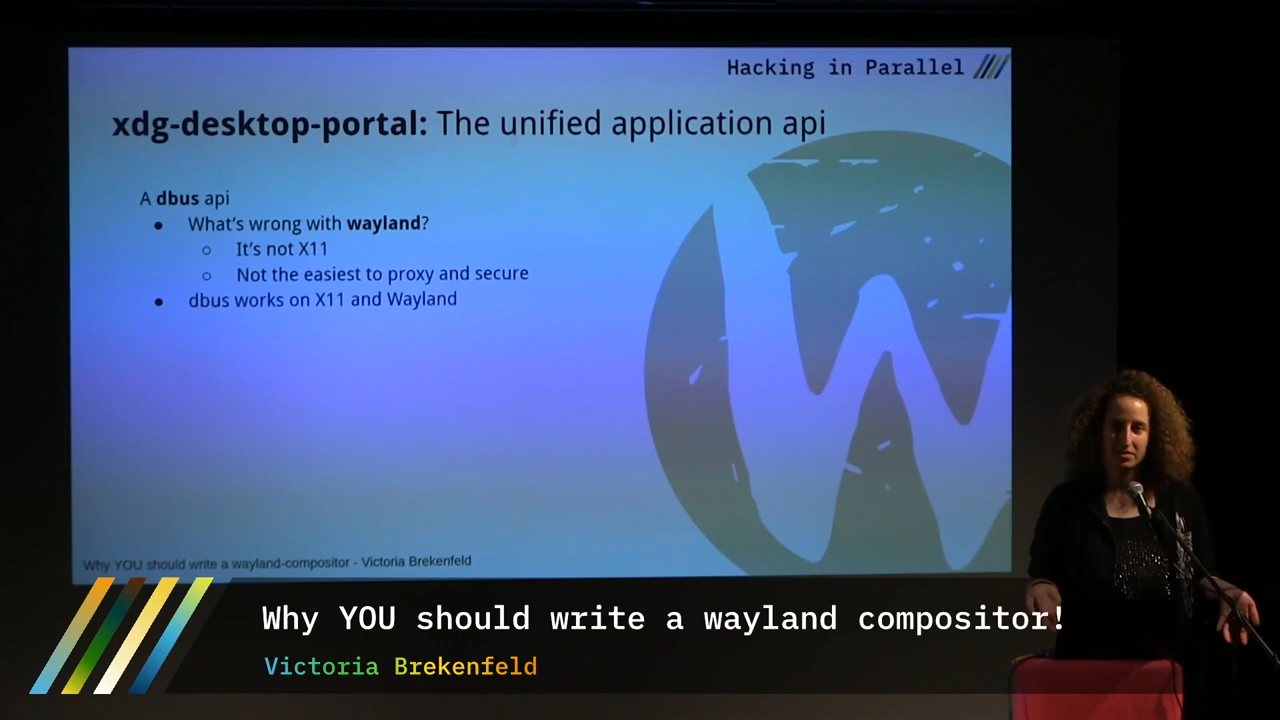 Hacking in Parallel
xdg-desktop-portal: The unified application api
A dbus api
● What's wrong with wayland?
○ It's not X11
○ Not the easiest to proxy and secure
● dbus works on X11 and Wayland
Why YOU should write a wayland-compositor - Victoria Brekenfeld
Why YOU should write a wayland compositor!
Victoria Brekenfeld